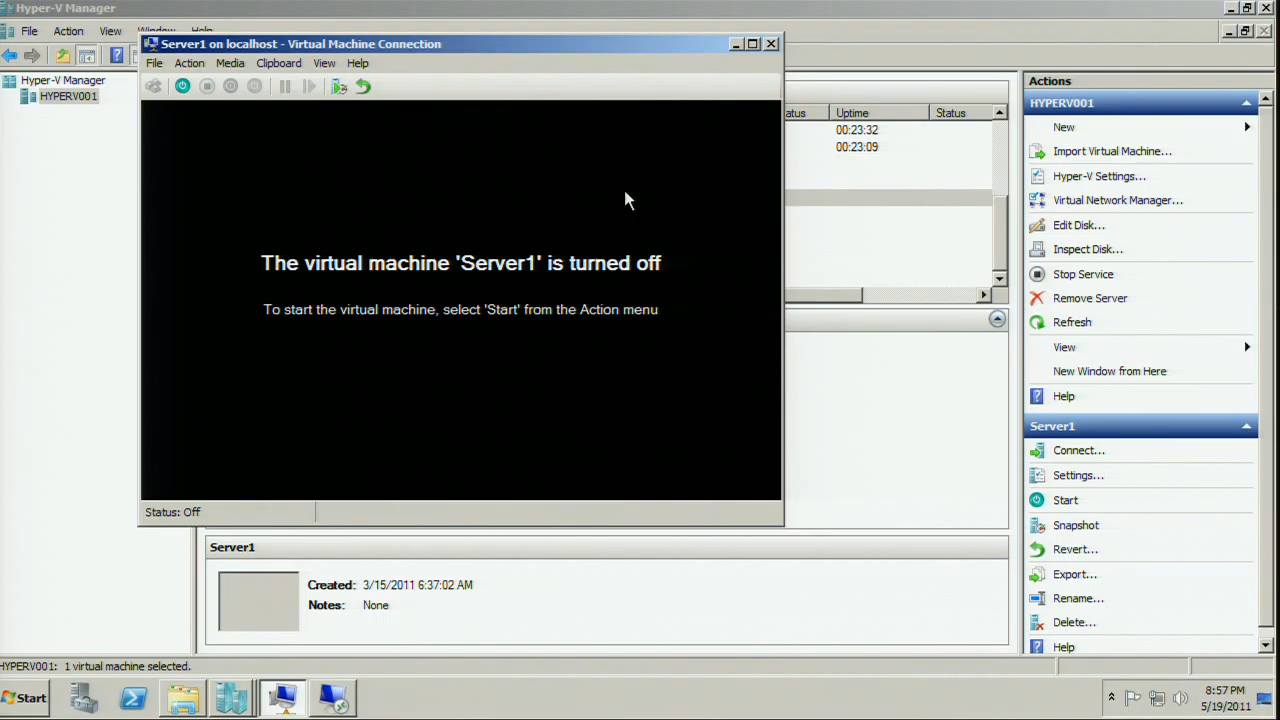 Hyper-V Manager
File Action View Window Help
Server1 on localhost - Virtual Machine Connection
File Action Media Clipboard View Help
The virtual machine 'Server1' is turned off
To start the virtual machine, select 'Start' from the Action menu
Status: Off
Hyper-V Manager
HYPERV001
Uptime Status
00:23:32
00:23:09
Server1
Created: 3/15/2011 6:37:02 AM
Notes: None
Actions
HYPERV001
New
Import Virtual Machine...
Hyper-V Settings...
Virtual Network Manager...
Edit Disk...
Inspect Disk...
Stop Service
Remove Server
Refresh
View
New Window from Here
Help
Server1
Connect...
Settings...
Start
Snapshot
Revert...
Export...
Rename...
Delete...
Help
HYPERV001: 1 virtual machine selected.
Start
8:57 PM
5/19/2011